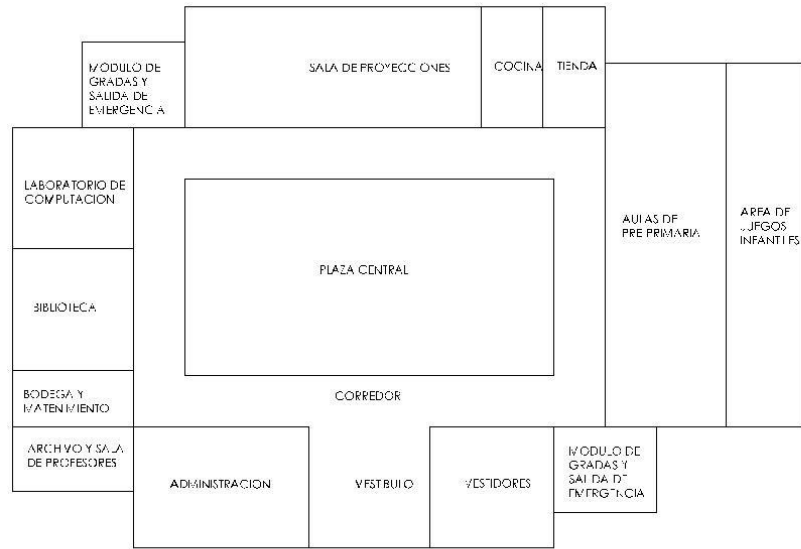 MODULO DE
GRADAS Y
SALIDA DE
EMERGENCIA
SALA DE PROYECCIONES
COCINA
TIENDA
LABORATORIO DE
COMPUTACION
AULAS DE
PRE PRIMARIA
AREA DE
JUEGOS
INFANTILES
PLAZA CENTRAL
BIBLIOTECA
BODEGA Y
MATENIMIENTO
CORREDOR
ARCHIVO Y SALA
DE PROFESORES
ADMINISTRACION
VESTIBULO
VESTIDORES
MODULO DE
GRADAS Y
SALIDA DE
EMERGENCIA